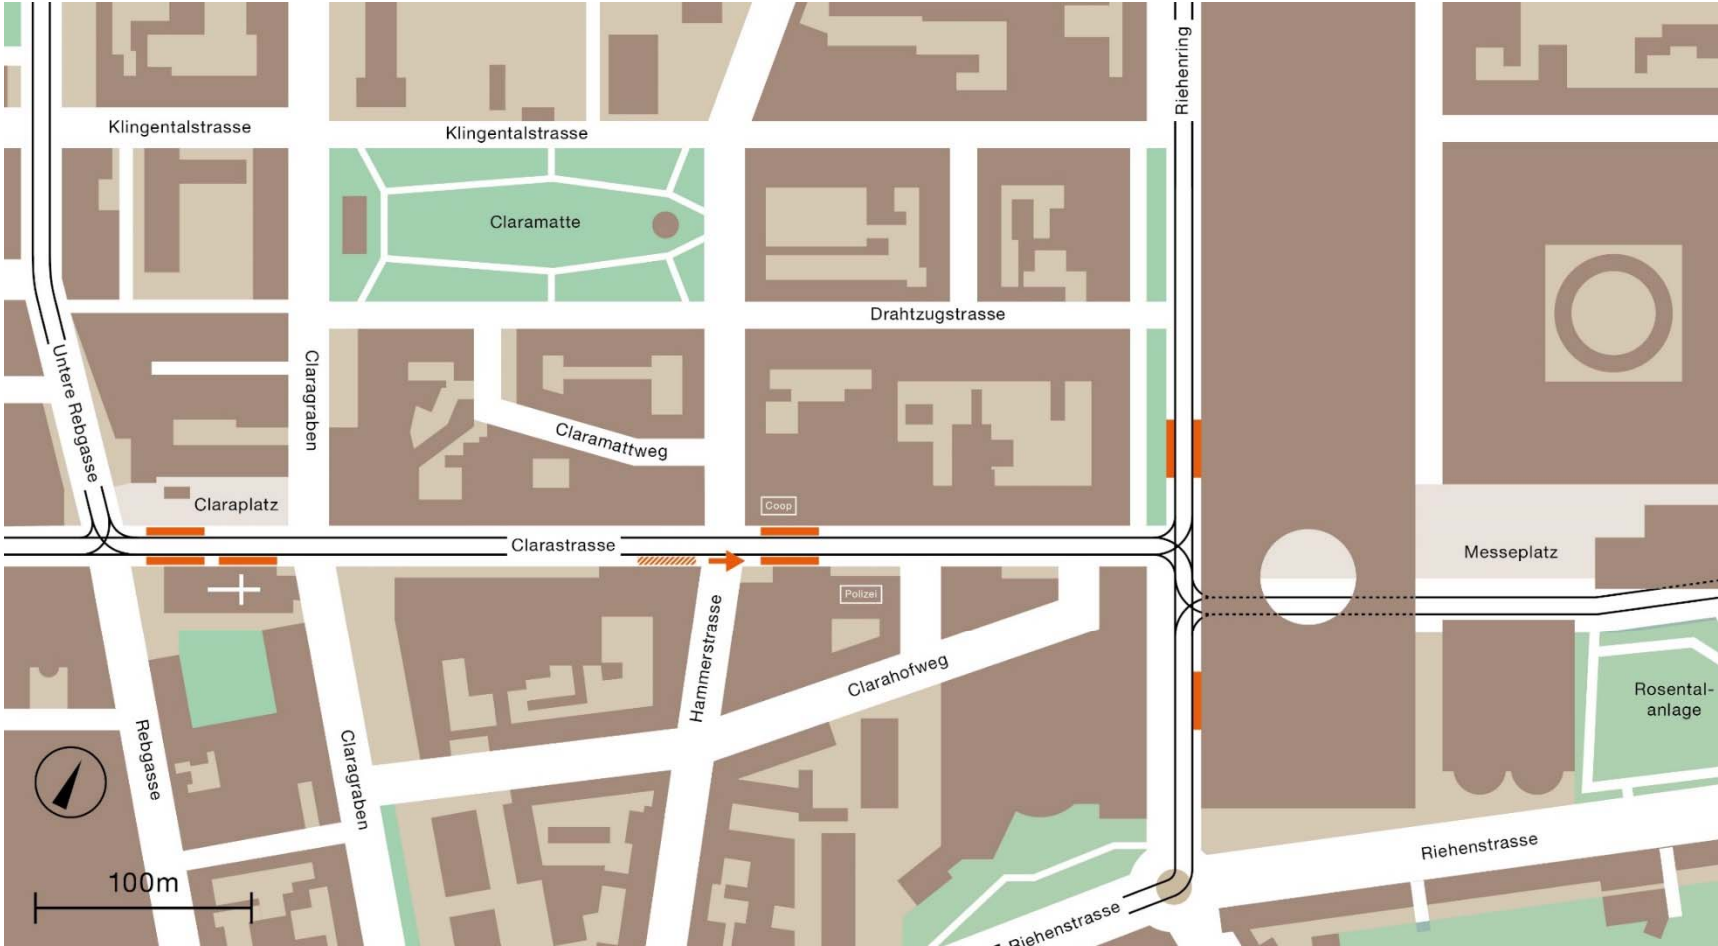 Riehenring
Klingentalstrasse
Klingentalstrasse
Claramatte
Drahtzugstrasse
Untere Rebgasse
Claragraben
Claramattweg
Claraplatz
Coop
Clarastrasse
Messeplatz
Polizei
Hammerstrasse
Clarahofweg
Rosental-
anlage
Rebgasse
Claragraben
Riehenstrasse
100m
Riehenstrasse